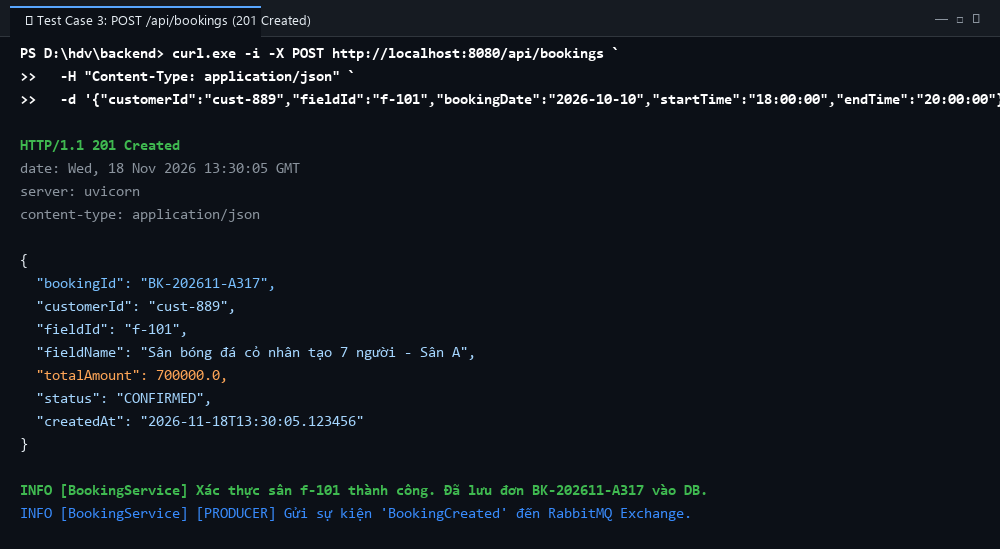 Test Case 3: POST /api/bookings (201 Created)
PS D:\hdv\backend> curl.exe -i -X POST http://localhost:8080/api/bookings `
>>   -H "Content-Type: application/json" `
>>   -d '{"customerId":"cust-889","fieldId":"f-101","bookingDate":"2026-10-10","startTime":"18:00:00","endTime":"20:00:00"}
HTTP/1.1 201 Created
date: Wed, 18 Nov 2026 13:30:05 GMT
server: uvicorn
content-type: application/json
{
  "bookingId": "BK-202611-A317",
  "customerId": "cust-889",
  "fieldId": "f-101",
  "fieldName": "Sân bóng đá cỏ nhân tạo 7 người - Sân A",
  "totalAmount": 700000.0,
  "status": "CONFIRMED",
  "createdAt": "2026-11-18T13:30:05.123456"
}
INFO [BookingService] Xác thực sân f-101 thành công. Đã lưu đơn BK-202611-A317 vào DB.
INFO [BookingService] [PRODUCER] Gửi sự kiện 'BookingCreated' đến RabbitMQ Exchange.